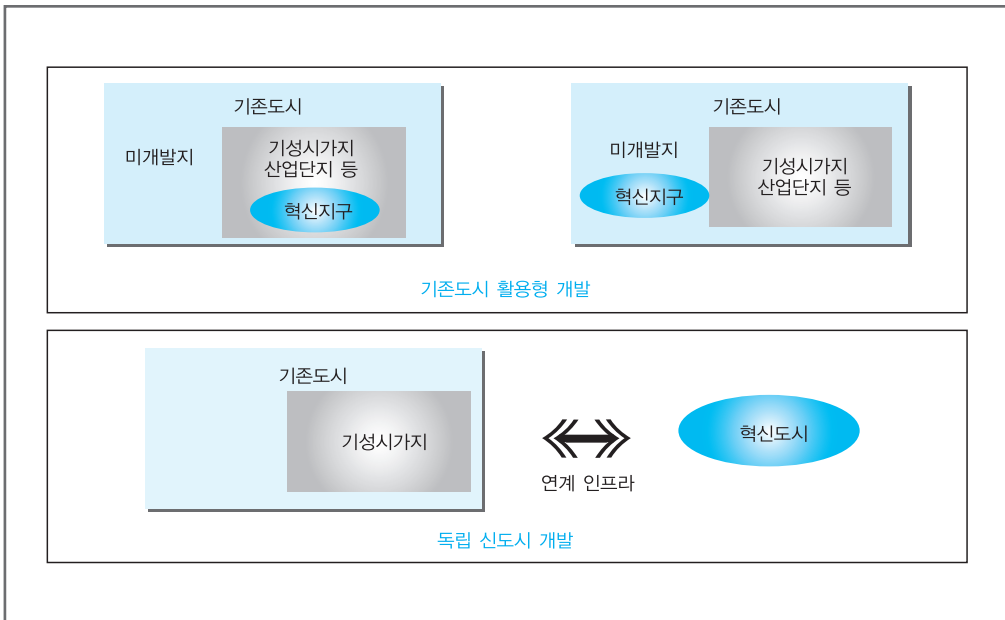 기존도시
미개발지
기성시가지
산업단지 등
혁신지구
기존도시
미개발지
혁신지구
기성시가지
산업단지 등
기존도시 활용형 개발
기존도시
기성시가지
연계 인프라
혁신도시
독립 신도시 개발